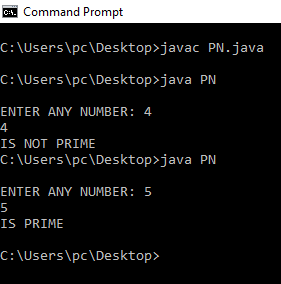 Command Prompt
C:\Users\pc\Desktop>javac PN.java
C:\Users\pc\Desktop>java PN
ENTER ANY NUMBER: 4
4
IS NOT PRIME
C:\Users\pc\Desktop>java PN
ENTER ANY NUMBER: 5
5
IS PRIME
C:\Users\pc\Desktop>